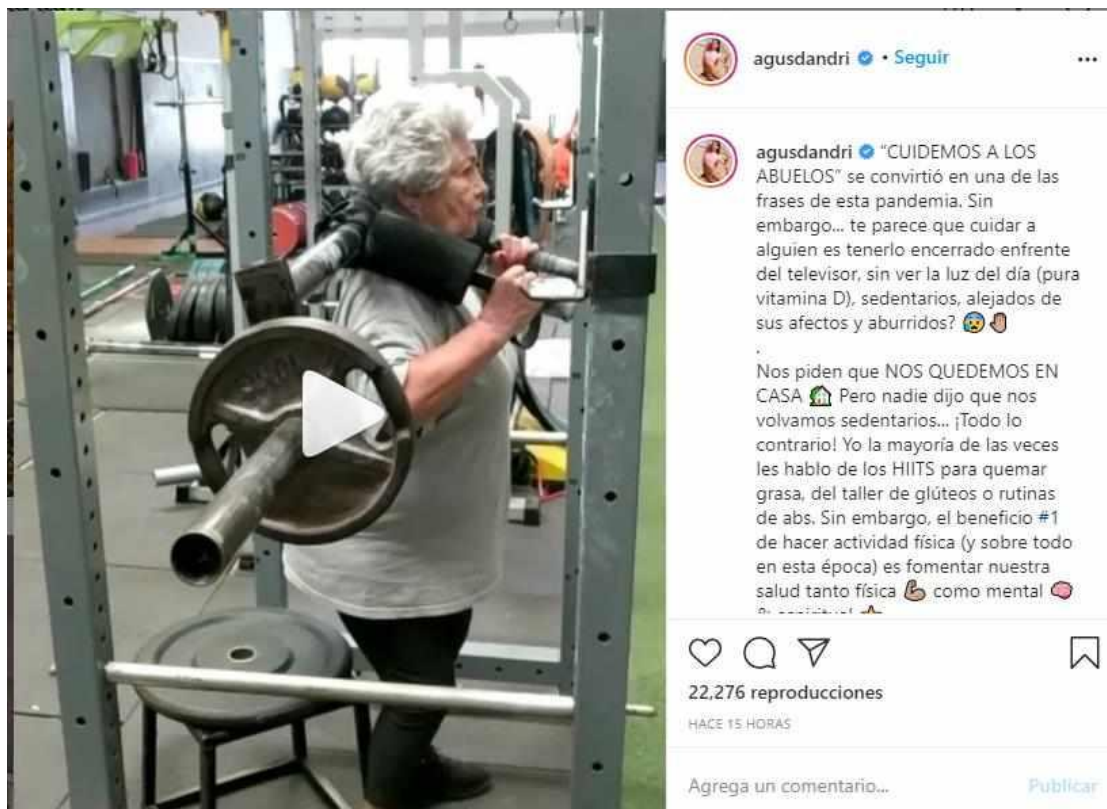 agusdandri • Seguir
agusdandri "CUIDEMOS A LOS
ABUELOS" se convirtió en una de las
frases de esta pandemia. Sin
embargo... te parece que cuidar a
alguien es tenerlo encerrado enfrente
del televisor, sin ver la luz del día (pura
vitamina D), sedentarios, alejados de
sus afectos y aburridos? 😰🤚
.
Nos piden que NOS QUEDEMOS EN
CASA 🏡 Pero nadie dijo que nos
volvamos sedentarios... ¡Todo lo
contrario! Yo la mayoría de las veces
les hablo de los HIITS para quemar
grasa, del taller de glúteos o rutinas
de abs. Sin embargo, el beneficio #1
de hacer actividad física (y sobre todo
en esta época) es fomentar nuestra
salud tanto física 💪 como mental 🧠
22,276 reproducciones
HACE 15 HORAS
Agrega un comentario... Publicar